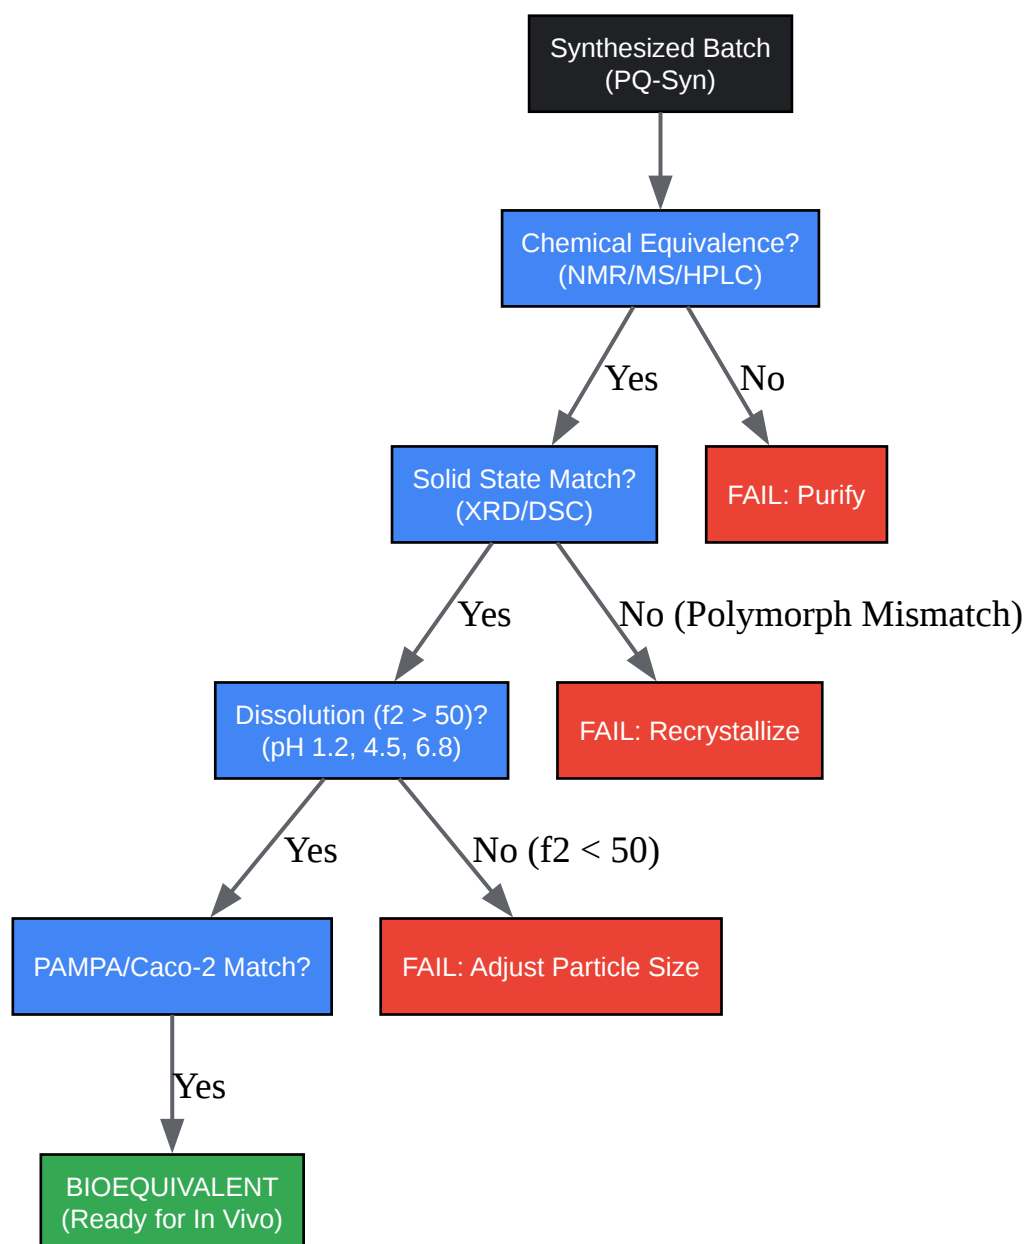 Synthesized Batch
(PQ-Syn)
Chemical Equivalence?
(NMR/MS/HPLC)
Yes
No
Solid State Match?
(XRD/DSC)
FAIL: Purify
Yes
No (Polymorph Mismatch)
Dissolution (f2 > 50)?
(pH 1.2, 4.5, 6.8)
FAIL: Recrystallize
Yes
No (f2 < 50)
PAMPA/Caco-2 Match?
FAIL: Adjust Particle Size
Yes
BIOEQUIVALENT
(Ready for In Vivo)